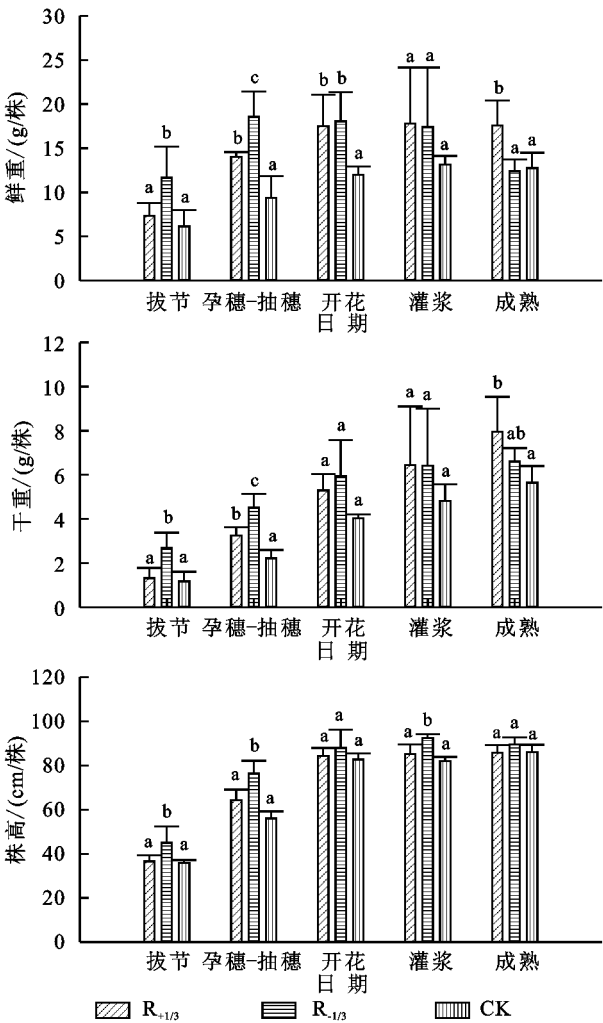 30
25
20
15
10
5
0
鲜重/(g/株)
a b a b c a b b a a a a b a a
拔节 孕穗-抽穗 开花 灌浆 成熟
日 期
12
10
8
6
4
2
0
干重/(g/株)
a b a b c a a a a a a a b ab a
拔节 孕穗-抽穗 开花 灌浆 成熟
日 期
120
100
80
60
40
20
0
株高/(cm/株)
a b a a b a a a a a b a a a a
拔节 孕穗-抽穗 开花 灌浆 成熟
日 期
R+1/3 R-1/3 CK